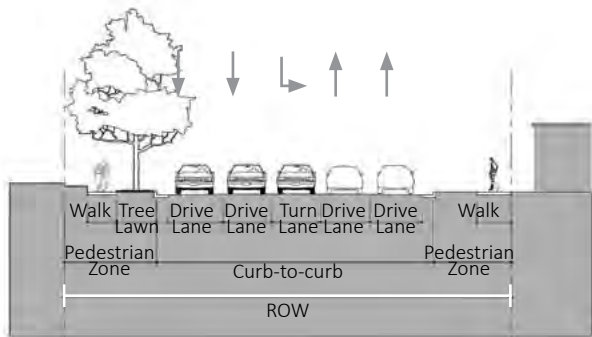 Walk Tree Drive Drive Turn Drive Drive Walk
Lawn Lane Lane Lane Lane Lane
Pedestrian Curb-to-curb Pedestrian
Zone Zone
ROW